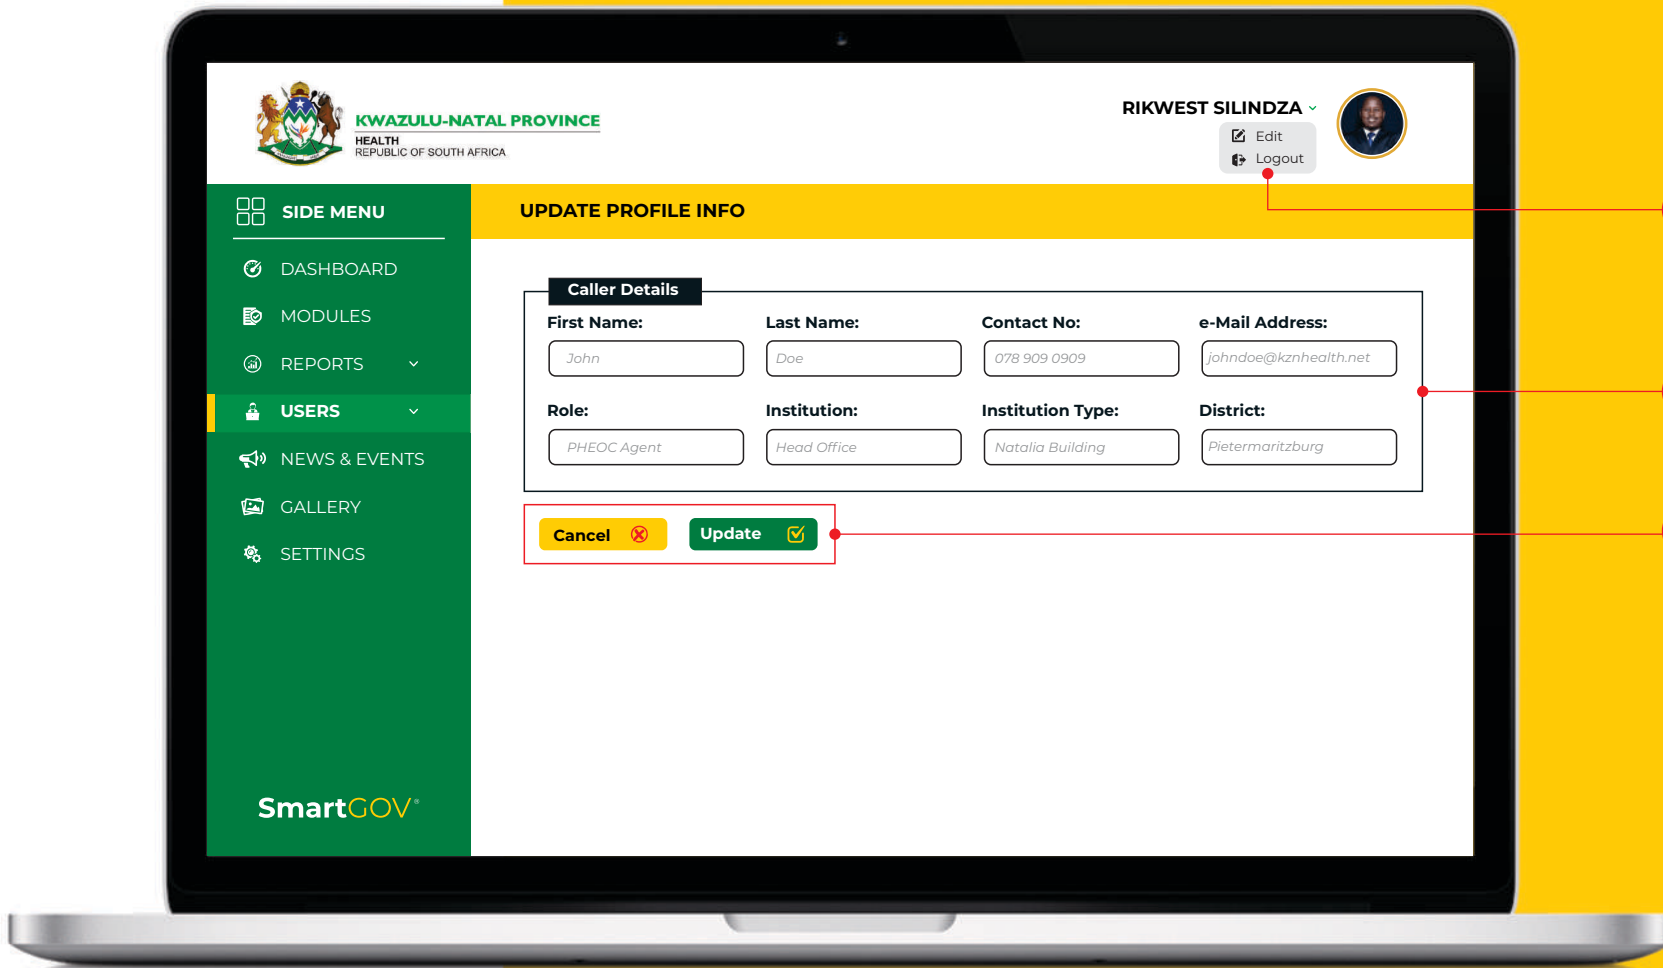 KWAZULU-NATAL PROVINCE
HEALTH
REPUBLIC OF SOUTH AFRICA
RIKWEST SILINDZA
Edit
Logout
SIDE MENU
DASHBOARD
MODULES
REPORTS
USERS
NEWS & EVENTS
GALLERY
SETTINGS
SmartGOV
UPDATE PROFILE INFO
Caller Details
First Name: Last Name: Contact No: e-Mail Address:
John Doe 078 909 0909 johndoe@kznhealth.net
Role: Institution: Institution Type: District:
PHEOC Agent Head Office Natalia Building Pietermaritzburg
Cancel Update